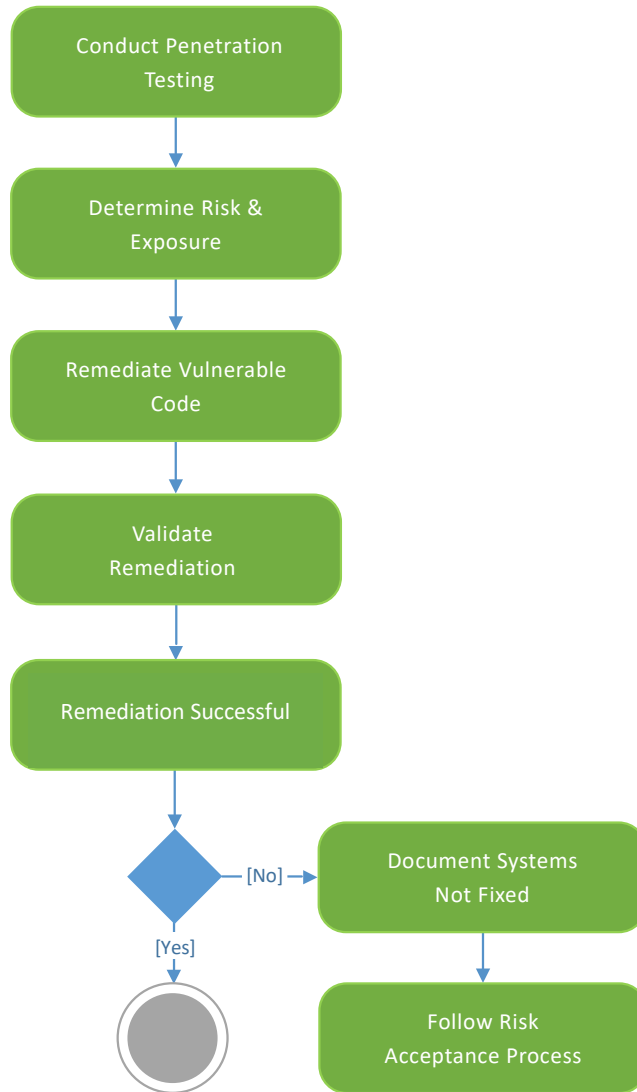 Conduct Penetration
Testing
Determine Risk &
Exposure
Remediate Vulnerable
Code
Validate
Remediation
Remediation Successful
[No]
Document Systems
Not Fixed
[Yes]
Follow Risk
Acceptance Process